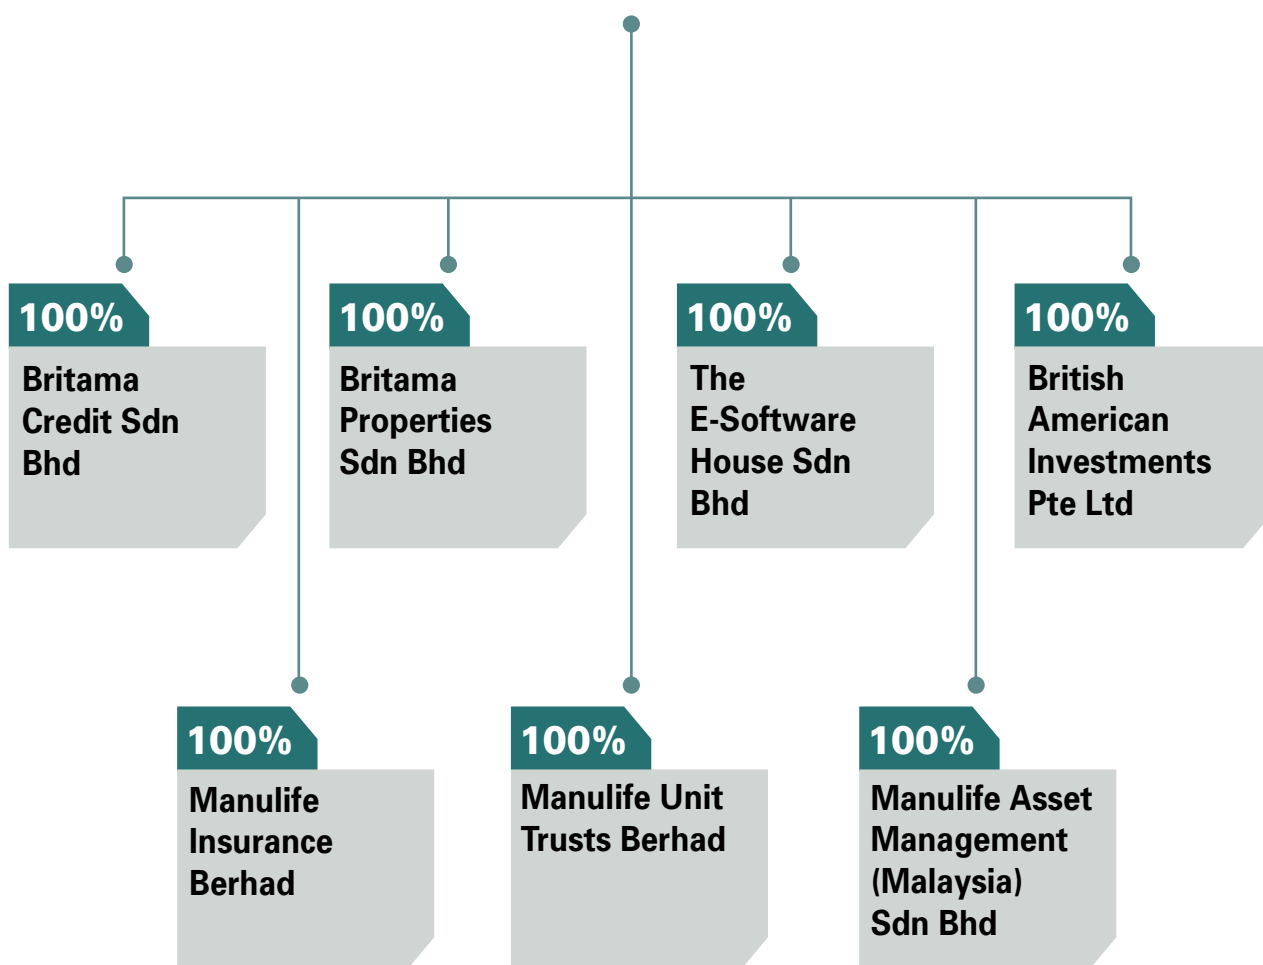 100%
Britama
Credit Sdn
Bhd
100%
Britama
Properties
Sdn Bhd
100%
The
E-Software
House Sdn
Bhd
100%
British
American
Investments
Pte Ltd
100%
Manulife
Insurance
Berhad
100%
Manulife Unit
Trusts Berhad
100%
Manulife Asset
Management
(Malaysia)
Sdn Bhd